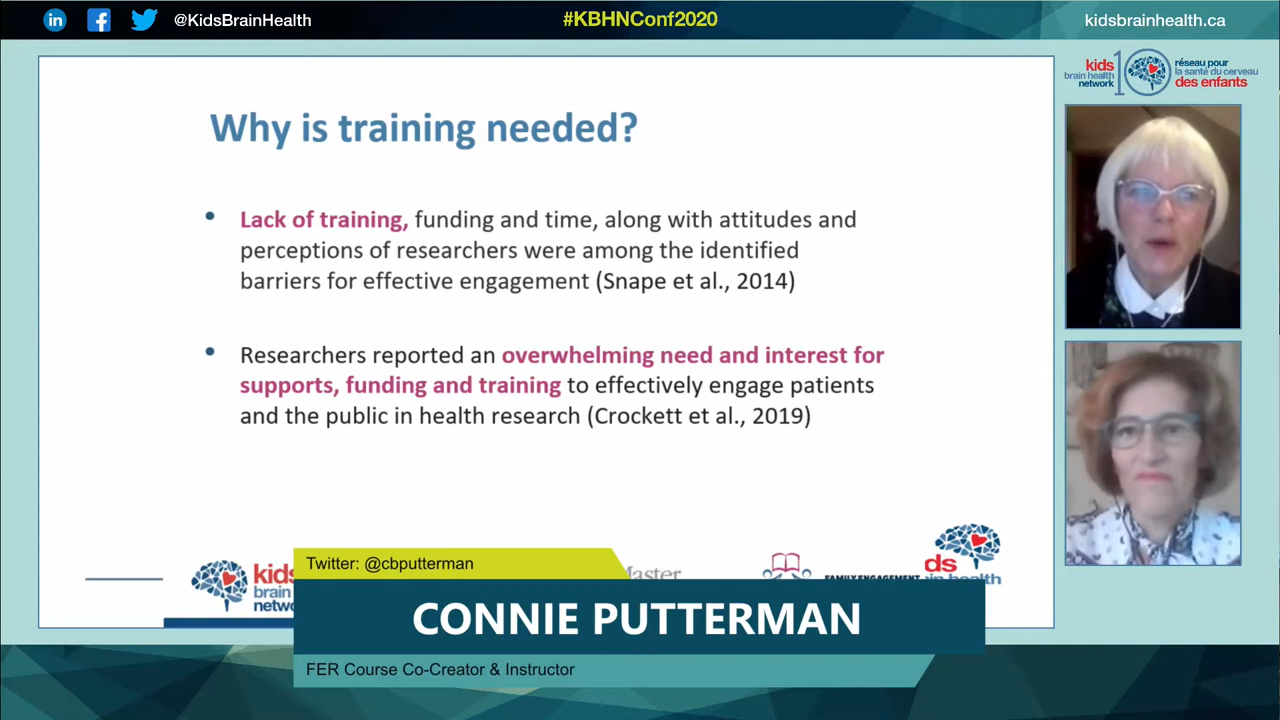 @KidsBrainHealth
#KBHNConf2020
kidsbrainhealth.ca
kids
brain health
network
10
réseau pour
la santé du cerveau
des enfants
Why is training needed?
• Lack of training, funding and time, along with attitudes and
perceptions of researchers were among the identified
barriers for effective engagement (Snape et al., 2014)
• Researchers reported an overwhelming need and interest for
supports, funding and training to effectively engage patients
and the public in health research (Crockett et al., 2019)
kids
brain
netwo
Twitter: @cbputterman
CONNIE PUTTERMAN
FER Course Co-Creator & Instructor